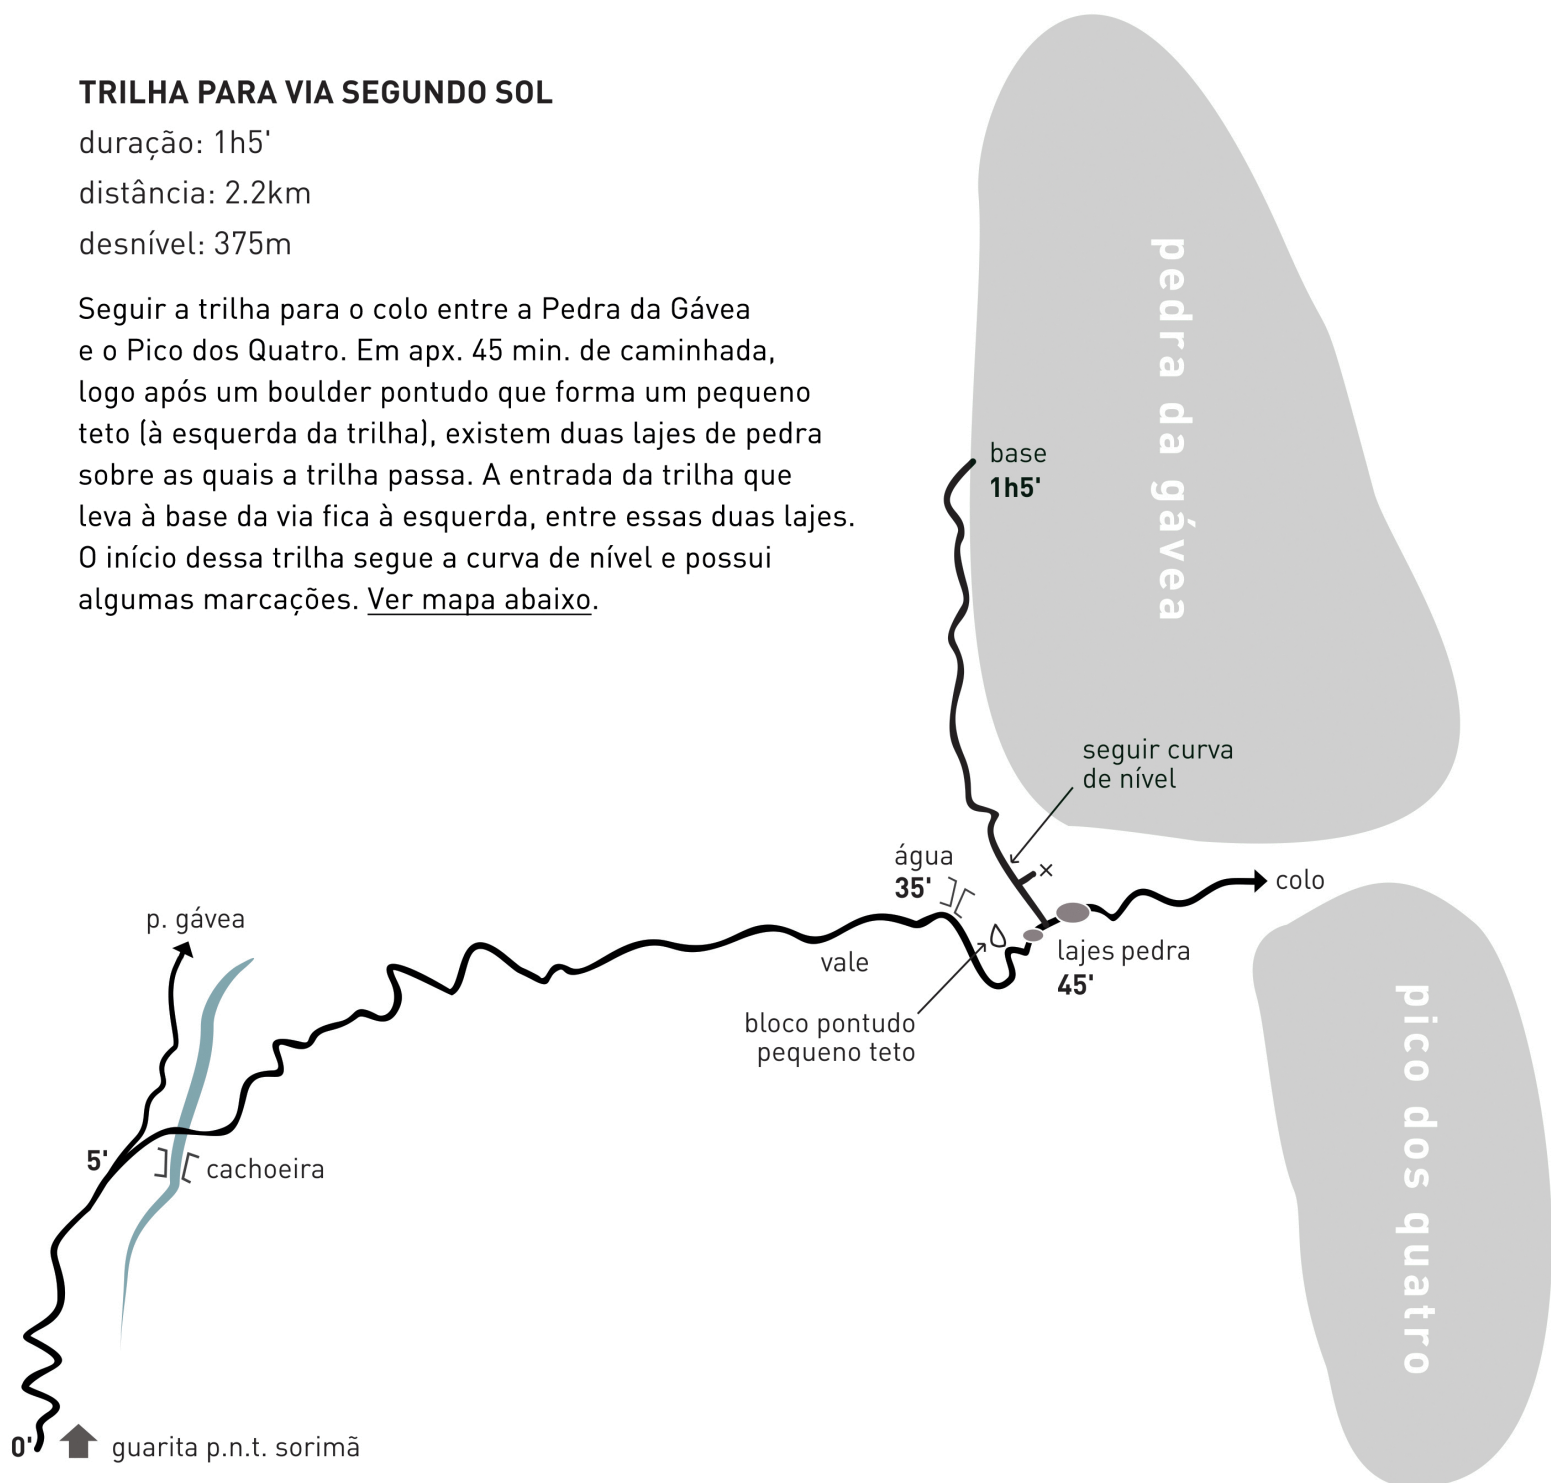 TRILHA PARA VIA SEGUNDO SOL
duração: 1h5'
distância: 2.2km
desnível: 375m
Seguir a trilha para o colo entre a Pedra da Gávea
e o Pico dos Quatro. Em apx. 45 min. de caminhada,
logo após um boulder pontudo que forma um pequeno
teto (à esquerda da trilha), existem duas lajes de pedra
sobre as quais a trilha passa. A entrada da trilha que
leva à base da via fica à esquerda, entre essas duas lajes.
O início dessa trilha segue a curva de nível e possui
algumas marcações. Ver mapa abaixo.
pedra da gávea
base
1h5'
seguir curva
de nível
água
35'
×
colo
p. gávea
lajes pedra
45'
vale
bloco pontudo
pequeno teto
pico dos quatro
5'
cachoeira
0'
guarita p.n.t. sorimã